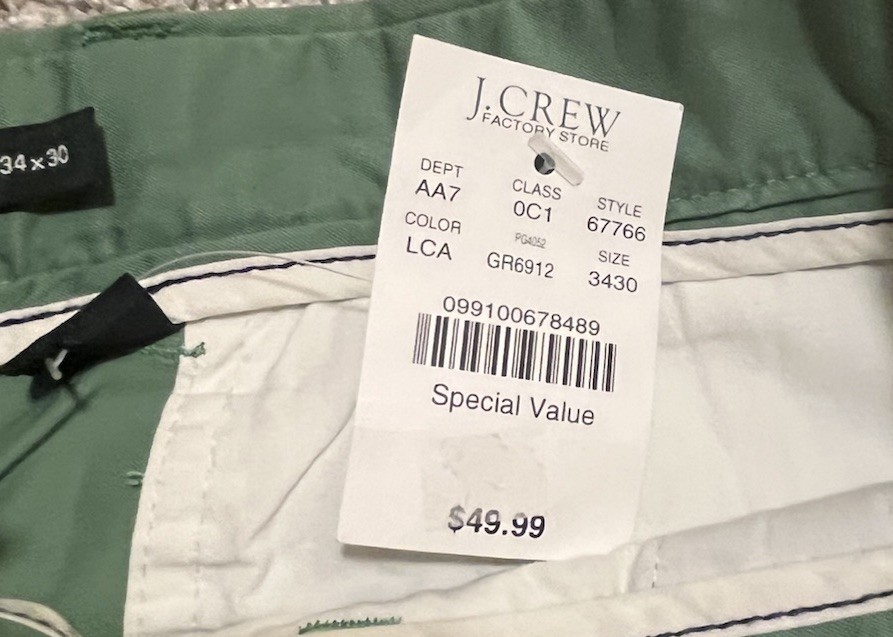 34 x 30
J.CREW
FACTORY STORE
DEPT CLASS STYLE
AA7 0C1 67766
COLOR PG4052 SIZE
LCA GR6912 3430
099100678489
Special Value
$49.99